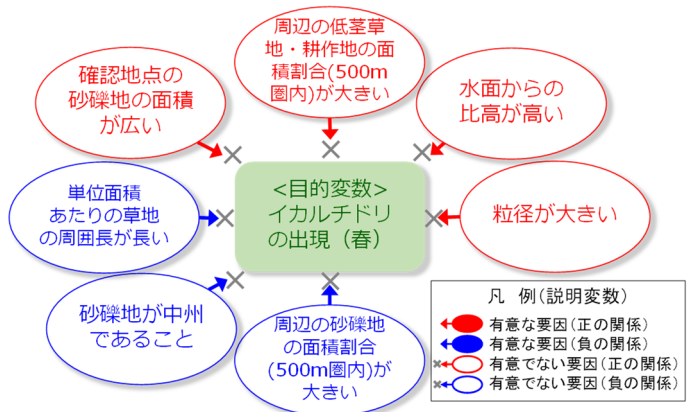 周辺の低茎草
地・耕作地の面
積割合(500m
圏内)が大きい
確認地点の
砂礫地の面積
が広い
水面からの
比高が高い
単位面積
あたりの草地
の周囲長が長い
<目的変数>
イカルチドリ
の出現（春）
粒径が大きい
砂礫地が中州
であること
周辺の砂礫地
の面積割合
(500m圏内)が
大きい
凡　例(説明変数)
有意な要因(正の関係)
有意な要因(負の関係)
有意でない要因(正の関係)
有意でない要因(負の関係)